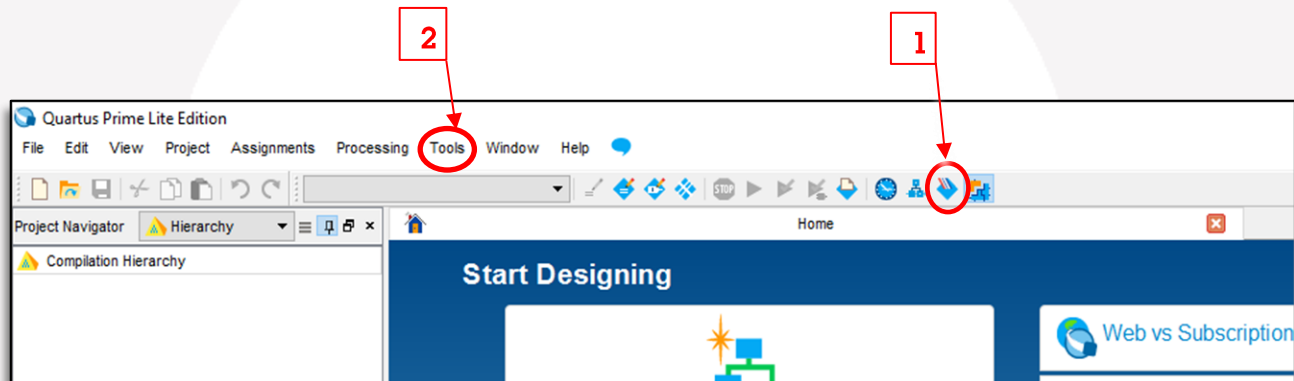 2
1
Quartus Prime Lite Edition
File Edit View Project Assignments Processing Tools Window Help
STOP
Project Navigator Hierarchy
Home
Compilation Hierarchy
Start Designing
Web vs Subscription